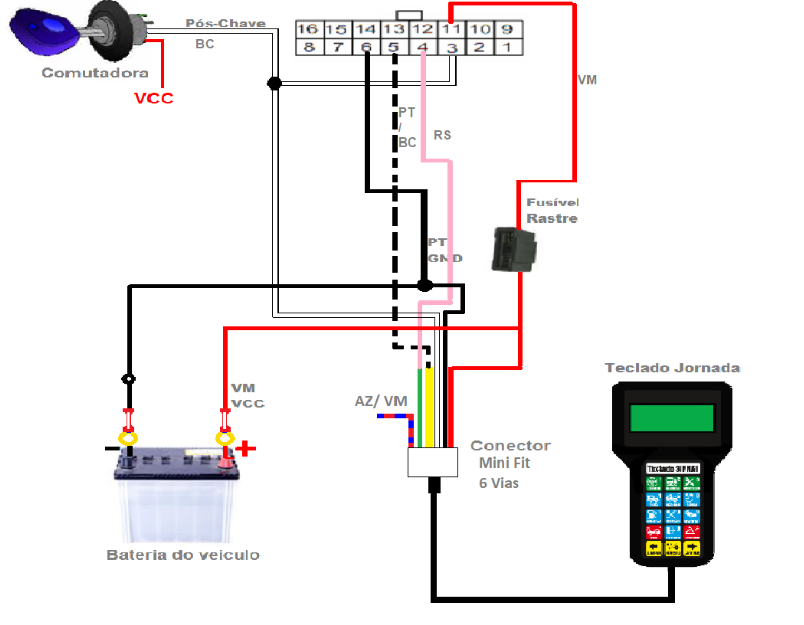 Pós-Chave
BC
Comutadora
VCC
16 15 14 13 12 11 10 9
8 7 6 5 4 3 2 1
VM
PT
/
BC
RS
Fusível
Rastre
PT
GND
VM
VCC
AZ/ VM
Teclado Jornada
Conector
Mini Fit
6 Vias
Bateria do veiculo